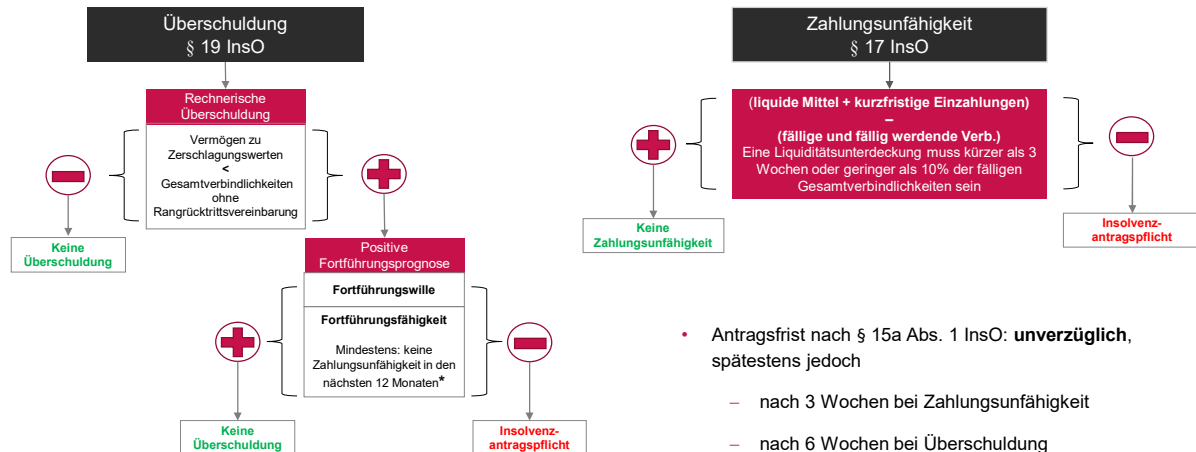 Überschuldung
§ 19 InsO
Rechnerische
Überschuldung
Vermögen zu
Zerschlagungswerten
<
Gesamtverbindlichkeiten
ohne
Rangrücktrittsvereinbarung
Keine
Überschuldung
Positive
Fortführungsprognose
Fortführungswille
Fortführungsfähigkeit
Mindestens: keine
Zahlungsunfähigkeit in den
nächsten 12 Monaten*
Keine
Überschuldung
Insolvenz-
antragspflicht
Zahlungsunfähigkeit
§ 17 InsO
(liquide Mittel + kurzfristige Einzahlungen)
–
(fällige und fällig werdende Verb.)
Eine Liquiditätsunterdeckung muss kürzer als 3
Wochen oder geringer als 10% der fälligen
Gesamtverbindlichkeiten sein
Keine
Zahlungsunfähigkeit
Insolvenz-
antragspflicht
• Antragsfrist nach § 15a Abs. 1 InsO: unverzüglich,
spätestens jedoch
– nach 3 Wochen bei Zahlungsunfähigkeit
– nach 6 Wochen bei Überschuldung